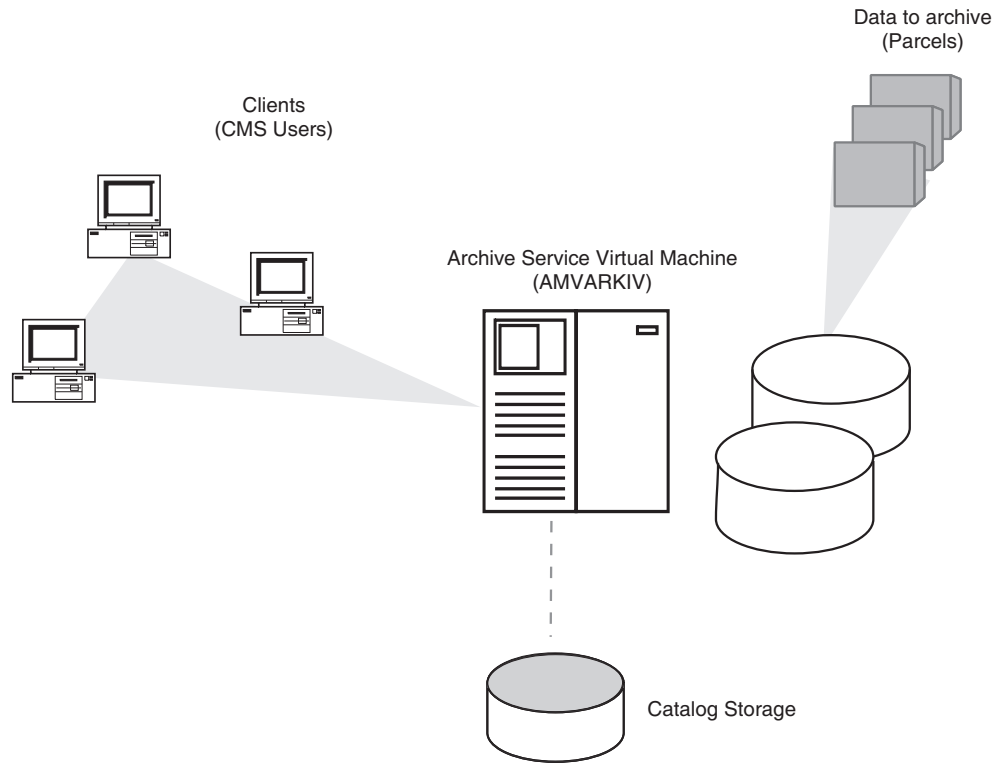 Data to archive
(Parcels)
Clients
(CMS Users)
Archive Service Virtual Machine
(AMVARKIV)
Catalog Storage